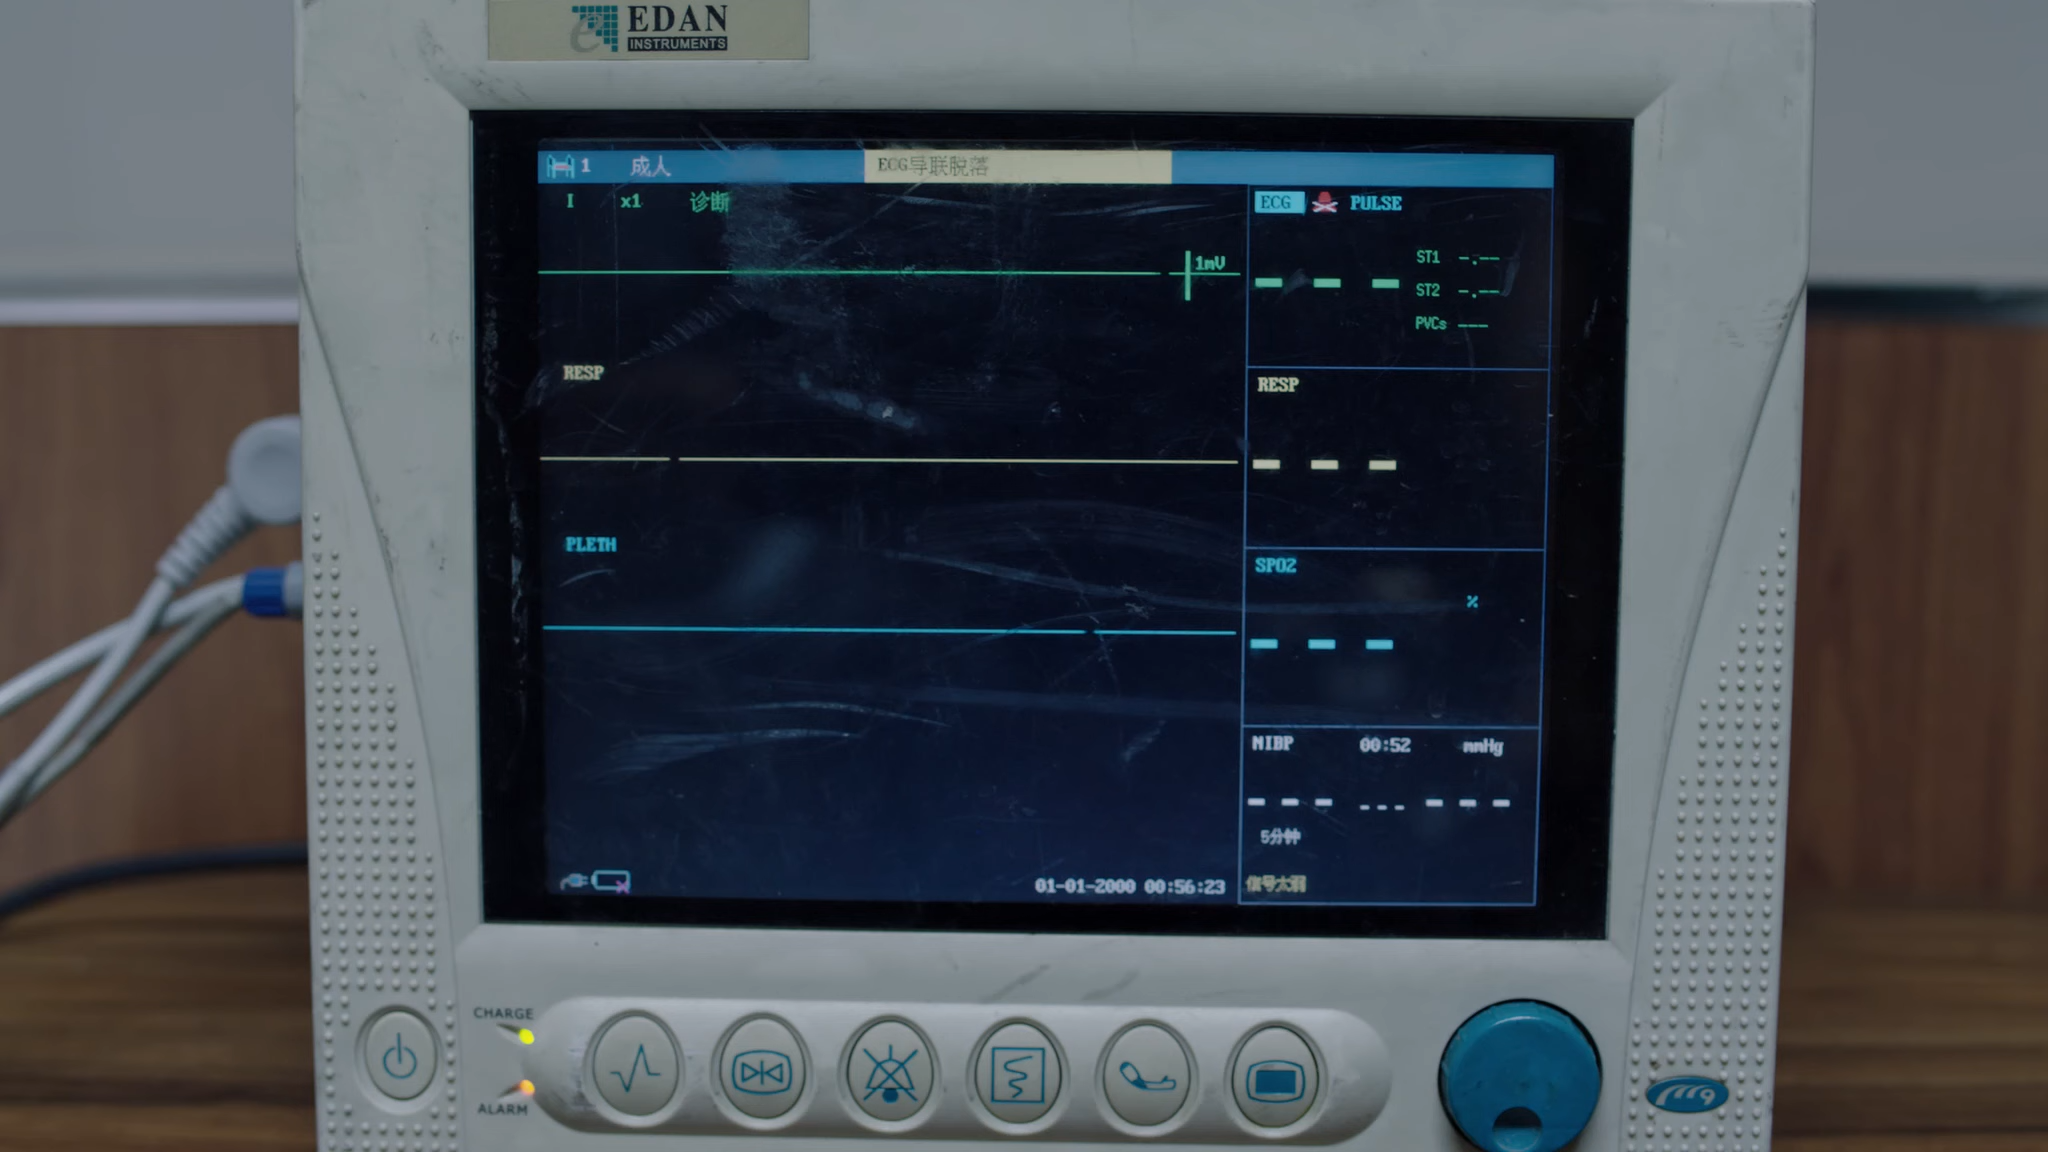 EDAN
INSTRUMENTS
1 成人 ECG导联脱落
I x1 诊断
1mV
ECG PULSE
ST1 -.--
ST2 -.--
PVCs ---
- - -
RESP
RESP
- - -
PLETH
SPO2
%
- - -
NIBP 00:52 mmHg
- - - - - - - - -
5分钟
01-01-2000 00:56:23
信号太弱
CHARGE
ALARM
M9